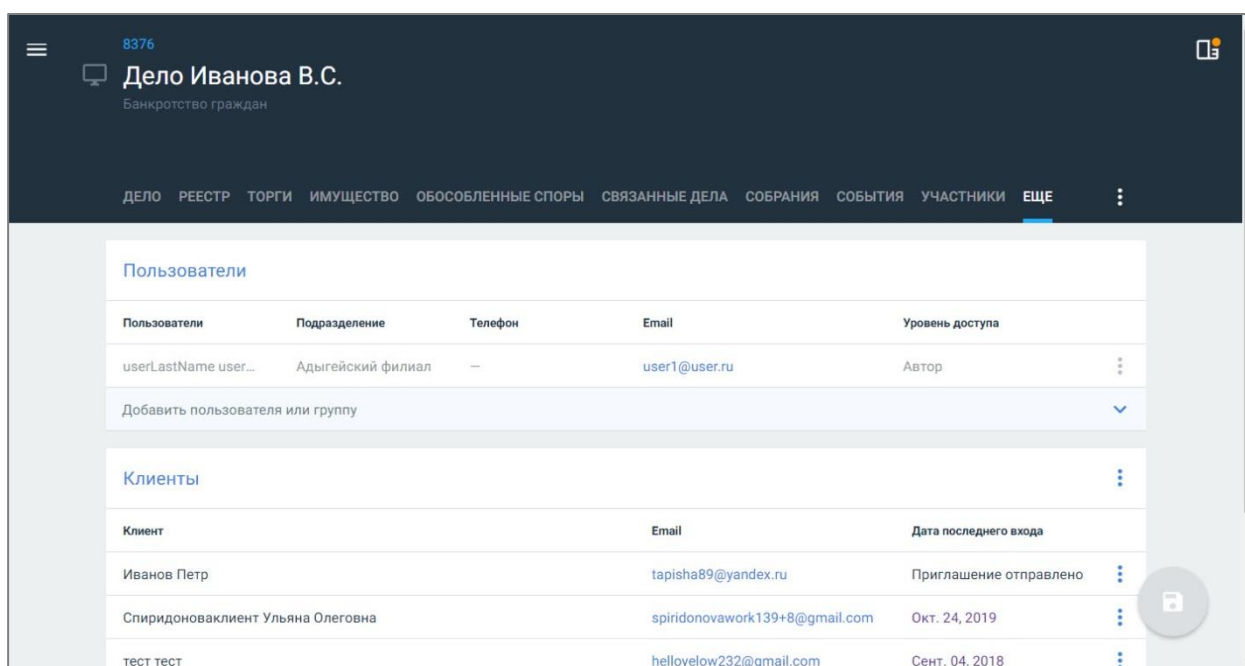 8376
Дело Иванова В.С.
Банкротство граждан
ДЕЛО РЕЕСТР ТОРГИ ИМУЩЕСТВО ОБОСОБЛЕННЫЕ СПОРЫ СВЯЗАННЫЕ ДЕЛА СОБРАНИЯ СОБЫТИЯ УЧАСТНИКИ ЕЩЕ
Пользователи
Пользователи Подразделение Телефон Email Уровень доступа
userLastName user... Адыгейский филиал — user1@user.ru Автор
Добавить пользователя или группу
Клиенты
Клиент Email Дата последнего входа
Иванов Петр tapisha89@yandex.ru Приглашение отправлено
Спиридоноваклиент Ульяна Олеговна spiridonovawork139+8@gmail.com Окт. 24, 2019
тест тест helloyelow232@gmail.com Сент. 04, 2018